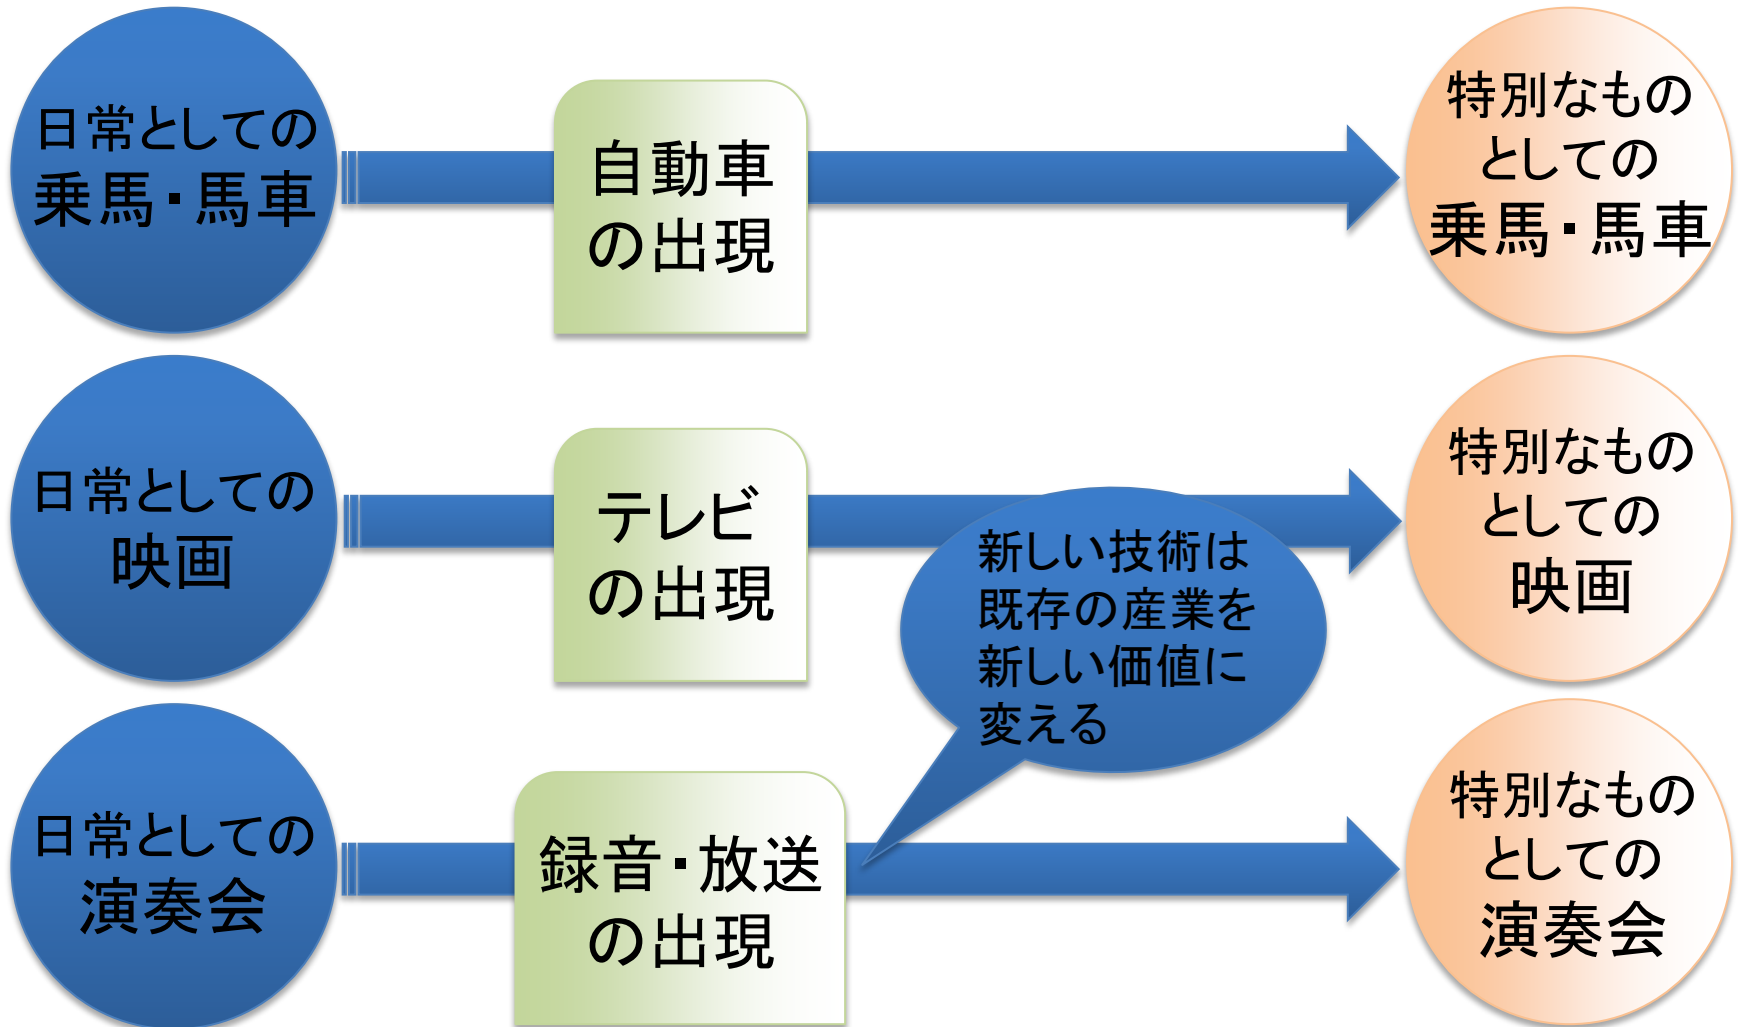 日常としての
乗馬・馬車
自動車
の出現
特別なもの
としての
乗馬・馬車
日常としての
映画
テレビ
の出現
特別なもの
としての
映画
新しい技術は
既存の産業を
新しい価値に
変える
日常としての
演奏会
録音・放送
の出現
特別なもの
としての
演奏会